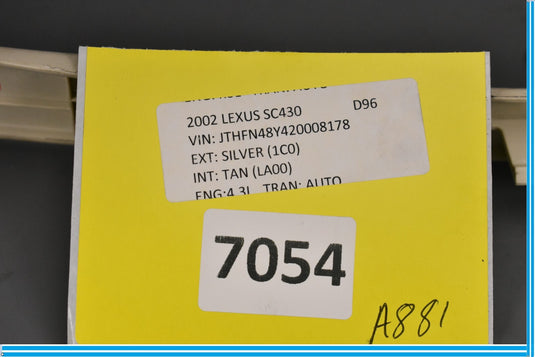 2002 LEXUS SC430 D96
VIN: JTHFN48Y420008178
EXT: SILVER (1C0)
INT: TAN (LA00)
ENG:4.3L TRAN: AUTO
7054
A881